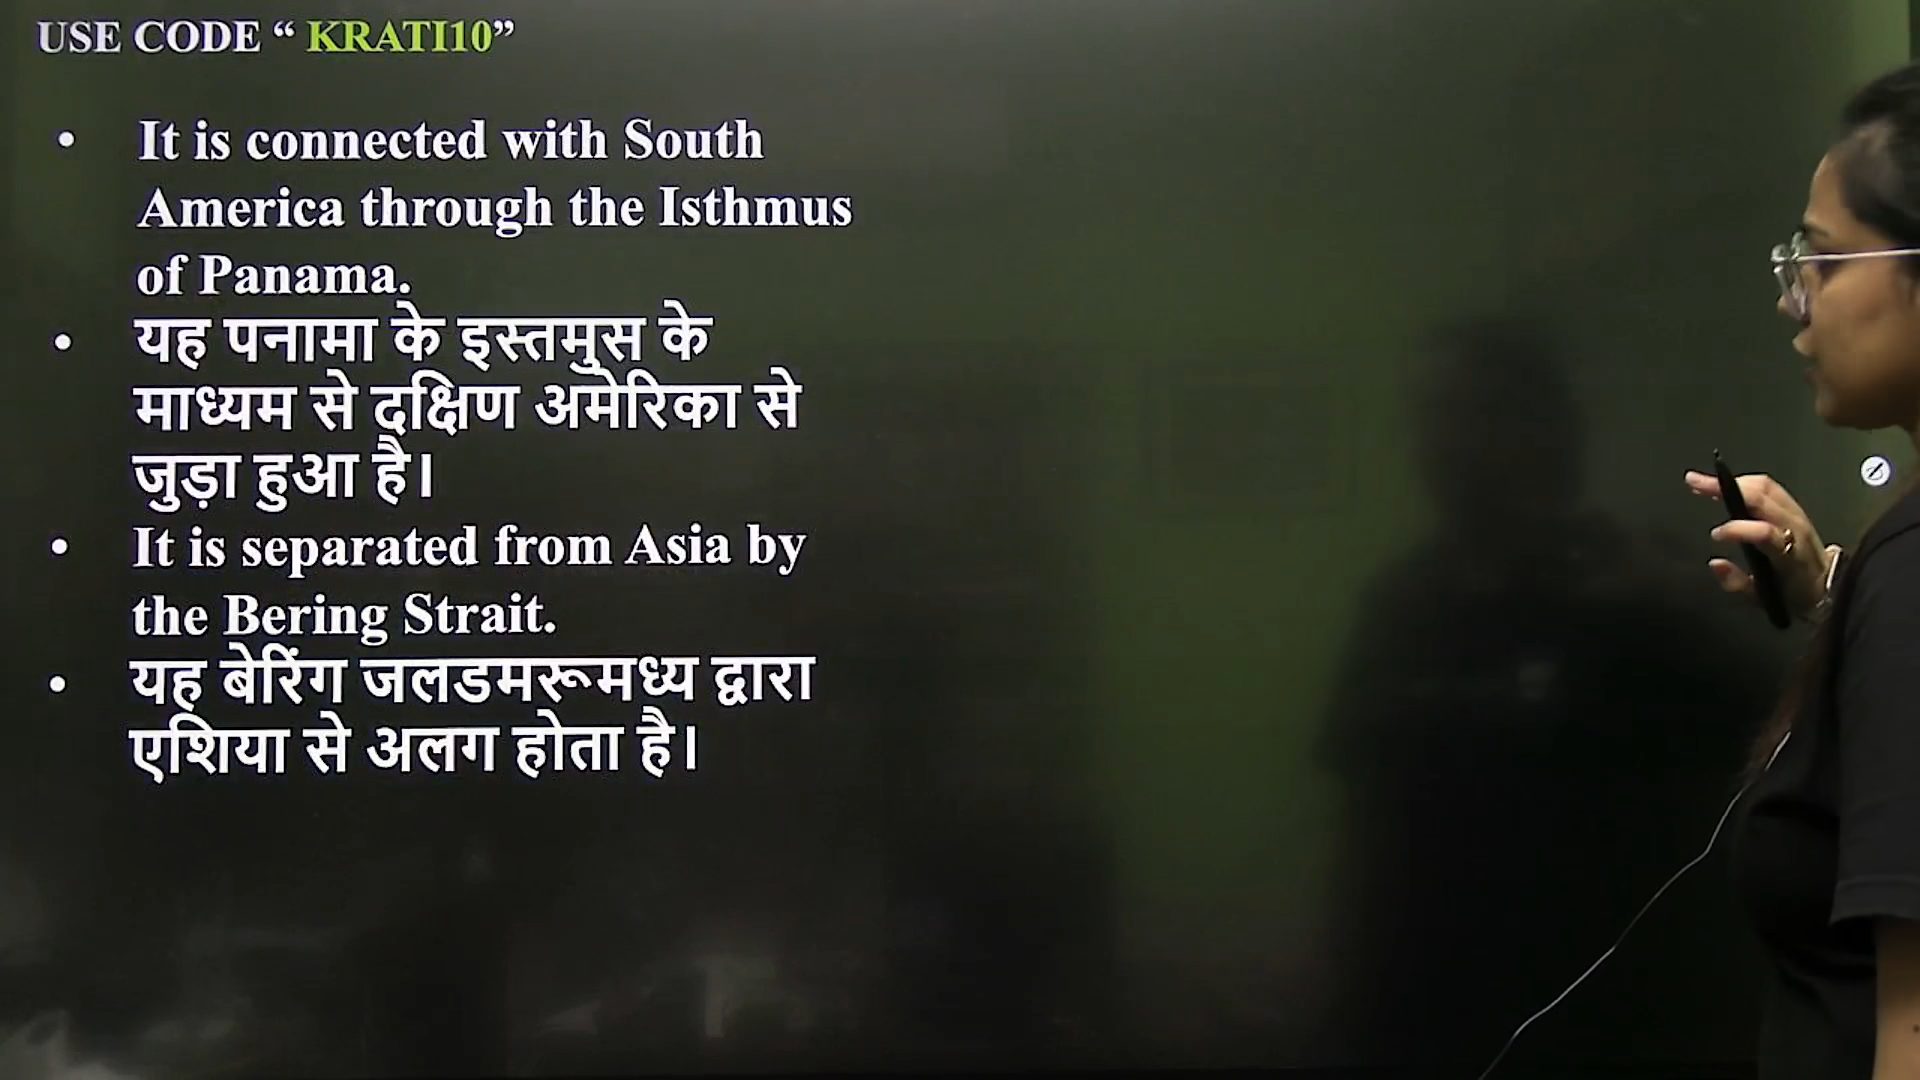 USE CODE “ KRATI10”
• It is connected with South
America through the Isthmus
of Panama.
• यह पनामा के इस्तमुस के
माध्यम से दक्षिण अमेरिका से
जुड़ा हुआ है।
• It is separated from Asia by
the Bering Strait.
• यह बेरिंग जलडमरूमध्य द्वारा
एशिया से अलग होता है।